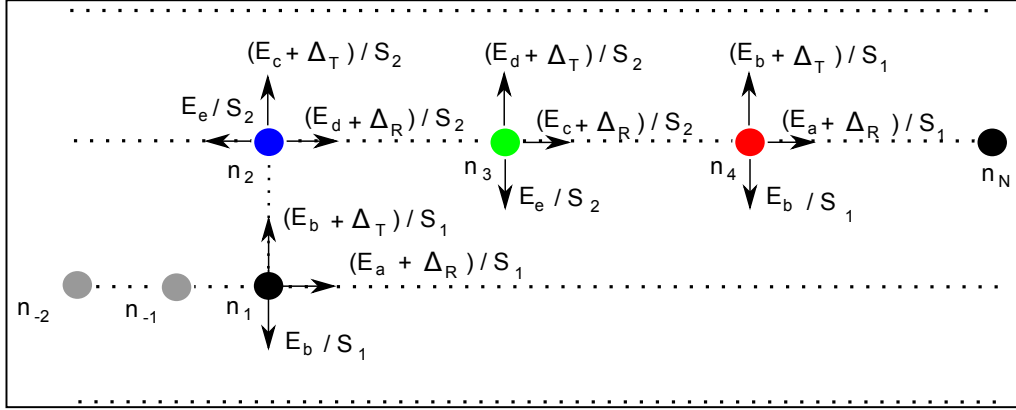 (E_c + Δ_T) / S_2
(E_d + Δ_T) / S_2
(E_b + Δ_T) / S_1
E_e / S_2
(E_d + Δ_R) / S_2
(E_c + Δ_R) / S_2
(E_a + Δ_R) / S_1
n_2
n_3
n_4
n_N
E_e / S_2
E_b / S_1
(E_b + Δ_T) / S_1
(E_a + Δ_R) / S_1
n_-2
n_-1
n_1
E_b / S_1